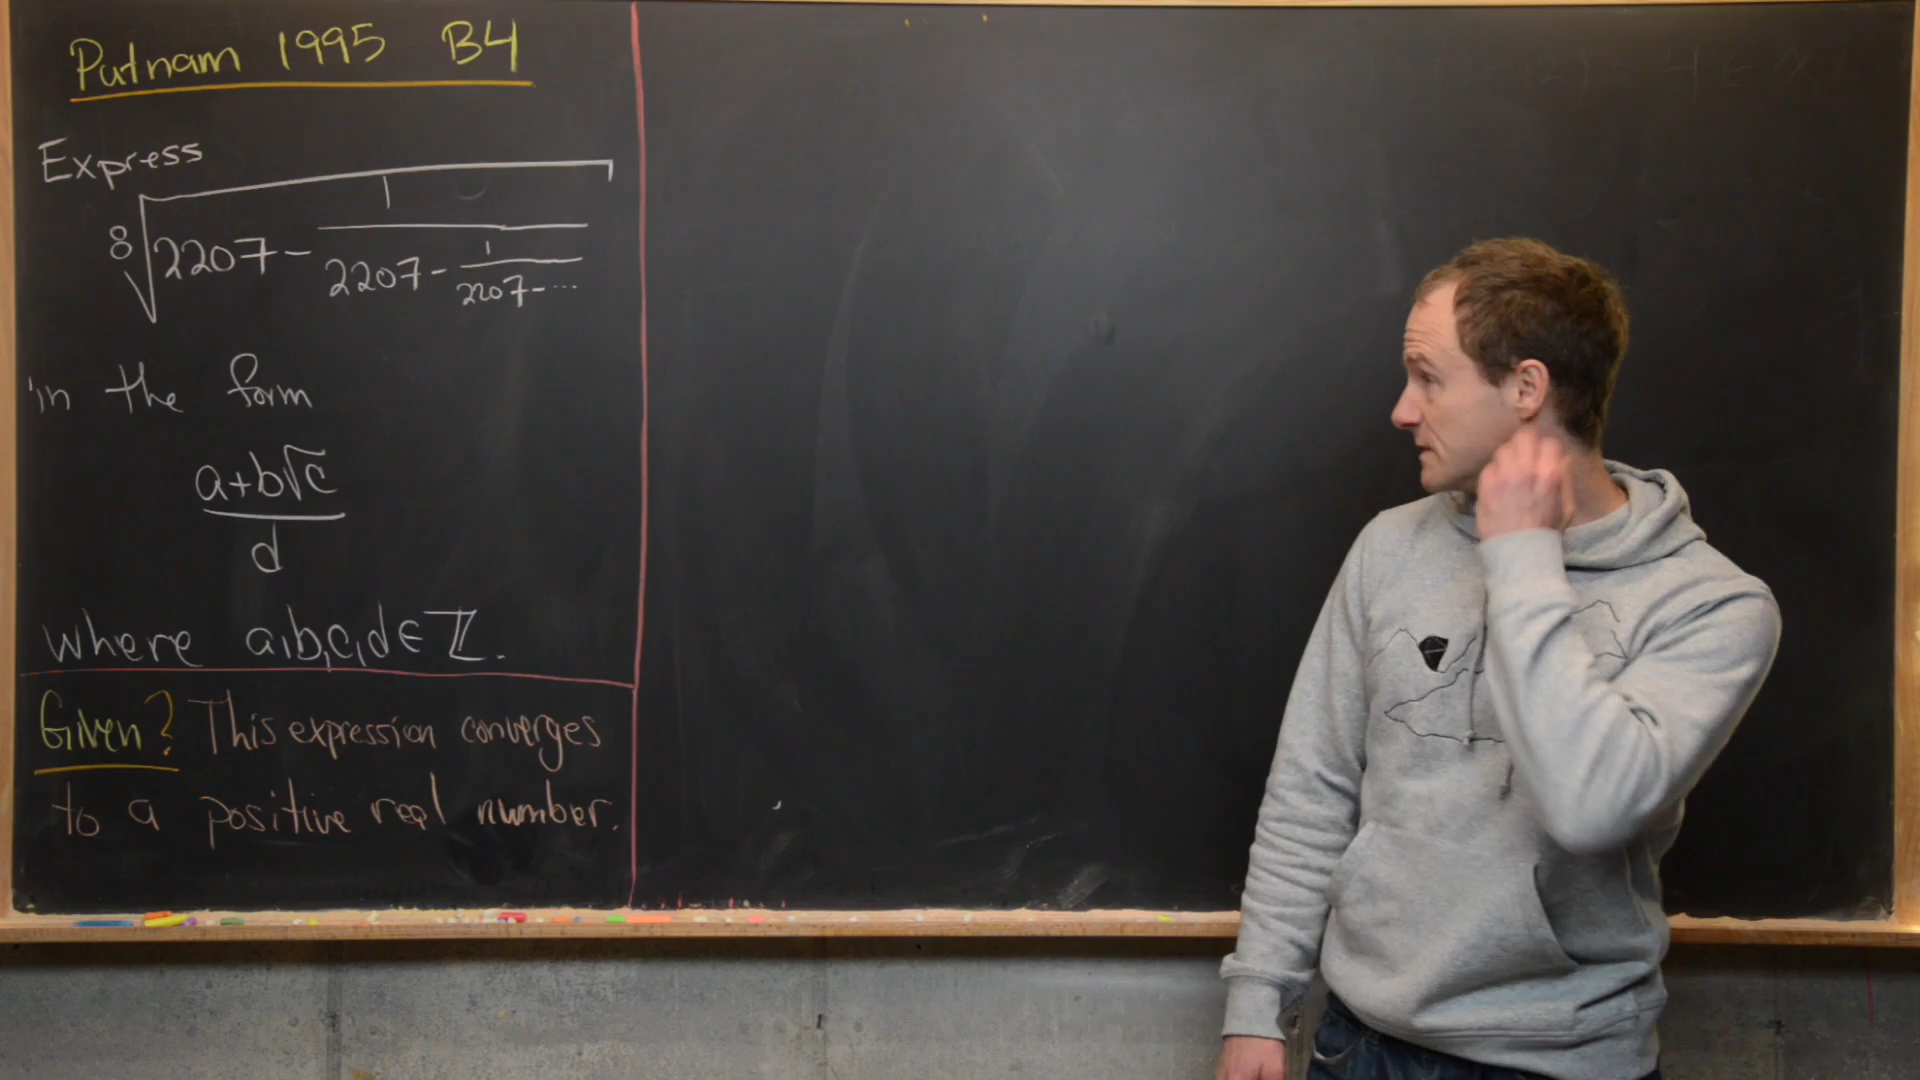 Putnam 1995 B4
Express
8√2207 - 1/(2207 - 1/(2207 - ...))
in the form
(a+b√c)/d
where a,b,c,d ∈ ℤ.
Given? This expression converges
to a positive real number.